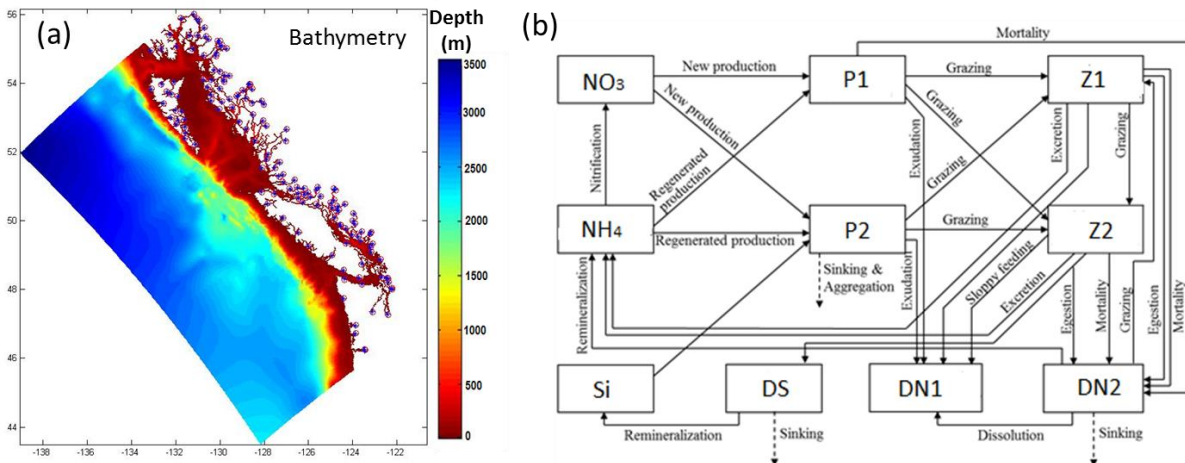 (a)
Bathymetry
Depth
(m)
56
54
52
50
48
46
44
-138
-136
-134
-132
-130
-128
-126
-124
-122
3500
3000
2500
2000
1500
1000
500
0
(b)
Mortality
NO3
New production
P1
Grazing
Z1
New production
Grazing
Nitrification
Regenerated
production
Exudation
Grazing
Excretion
Grazing
NH4
Regenerated production
P2
Grazing
Z2
Remineralization
Sinking &
Aggregation
Exudation
Sloppy feeding
Excretion
Egestion
Mortality
Grazing
Egestion
Mortality
Si
DS
DN1
DN2
Remineralization
Sinking
Dissolution
Sinking